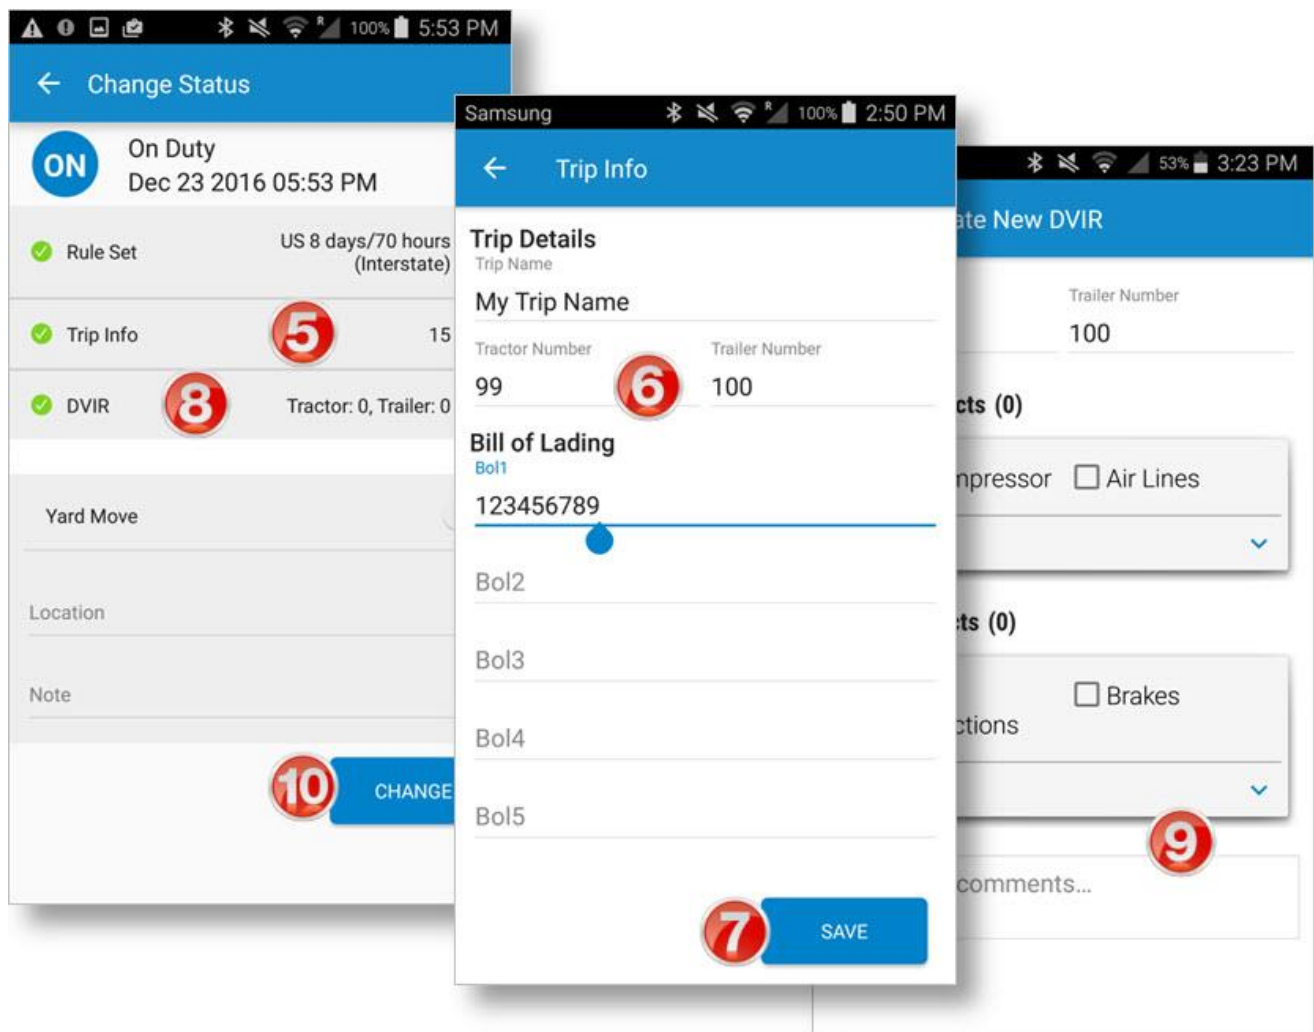 5:53 PM
100%
R
Change Status
ON
On Duty
Dec 23 2016 05:53 PM
Rule Set
US 8 days/70 hours
(Interstate)
Trip Info
5
15
DVIR
8
Tractor: 0, Trailer: 0
Yard Move
Location
Note
10
CHANGE
Samsung
R
100%
2:50 PM
Trip Info
Trip Details
Trip Name
My Trip Name
Tractor Number
Trailer Number
99
6
100
Bill of Lading
Bol1
123456789
Bol2
Bol3
Bol4
Bol5
7
SAVE
53%
3:23 PM
ate New DVIR
Trailer Number
100
cts (0)
npressor
Air Lines
cts (0)
Brakes
ctions
9
comments...